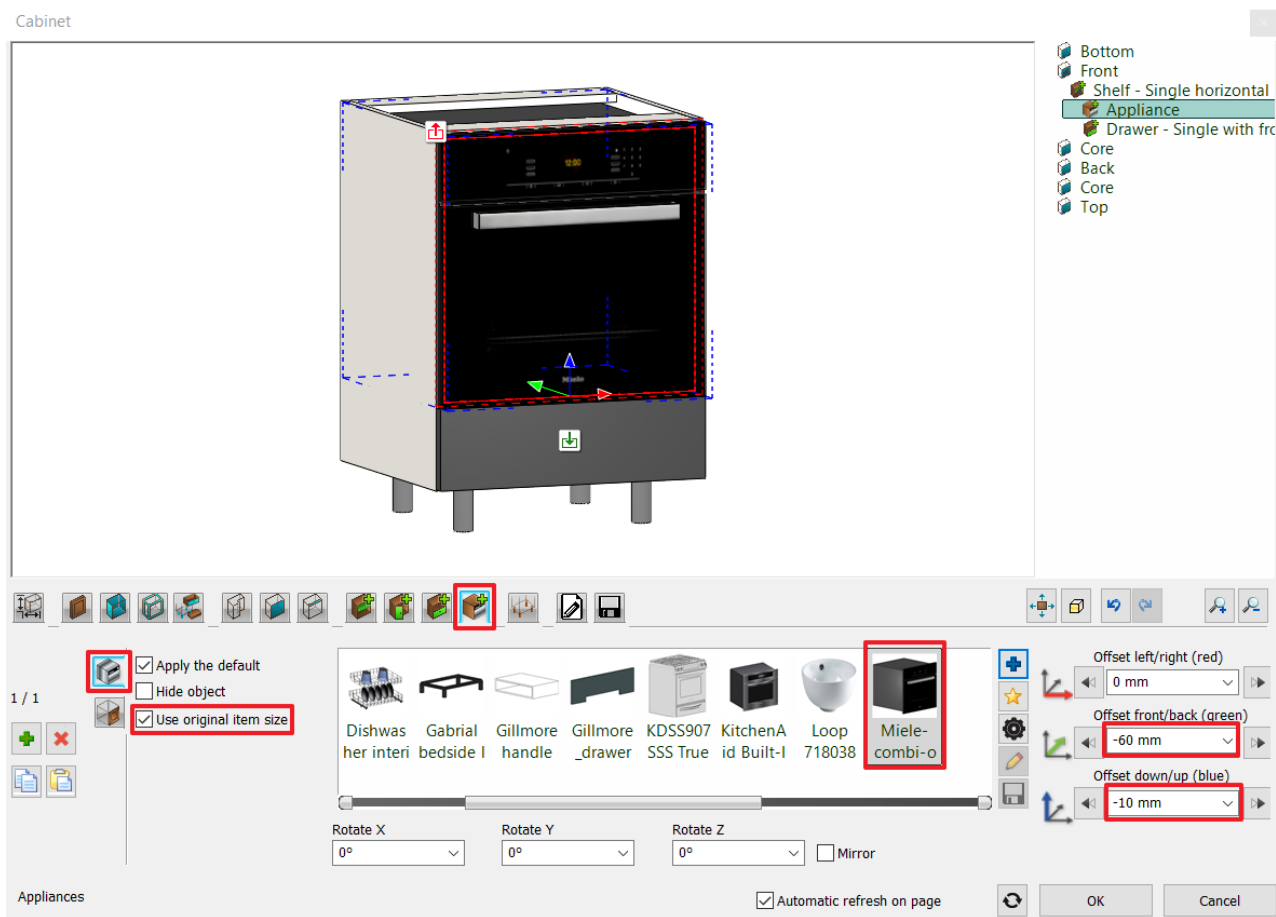 Cabinet
Bottom
Front
Shelf - Single horizontal
Appliance
Drawer - Single with fro
Core
Back
Core
Top
12:00
Miele
1 / 1
Apply the default
Hide object
Use original item size
Dishwas
her interi
Gabrial
bedside l
Gillmore
handle
Gillmore
_drawer
KDSS907
SSS True
KitchenA
id Built-I
Loop
718038
Miele-
combi-o
Offset left/right (red)
0 mm
Offset front/back (green)
-60 mm
Offset down/up (blue)
-10 mm
Rotate X
0°
Rotate Y
0°
Rotate Z
0°
Mirror
Appliances
Automatic refresh on page
OK
Cancel